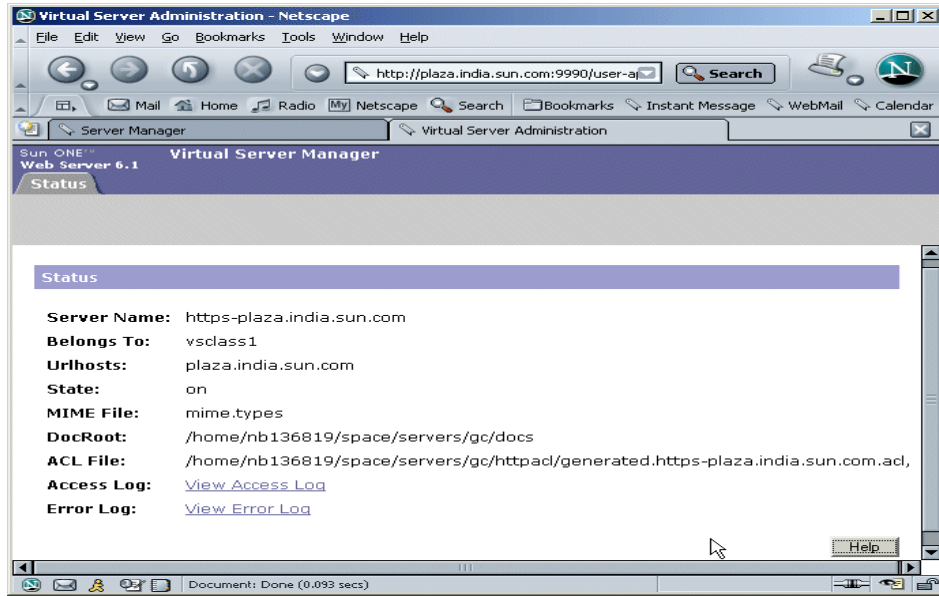 Virtual Server Administration - Netscape
File Edit View Go Bookmarks Tools Window Help
http://plaza.india.sun.com:9990/user-a
Search
N
Mail Home Radio My Netscape Search Bookmarks Instant Message WebMail Calendar
Server Manager
Virtual Server Administration
Sun ONE™ Virtual Server Manager
Web Server 6.1
Status
Status
Server Name: https-plaza.india.sun.com
Belongs To: vsclass1
Urlhosts: plaza.india.sun.com
State: on
MIME File: mime.types
DocRoot: /home/nb136819/space/servers/gc/docs
ACL File: /home/nb136819/space/servers/gc/httpacl/generated.https-plaza.india.sun.com.acl,
Access Log: View Access Log
Error Log: View Error Log
Help
Document: Done (0.093 secs)